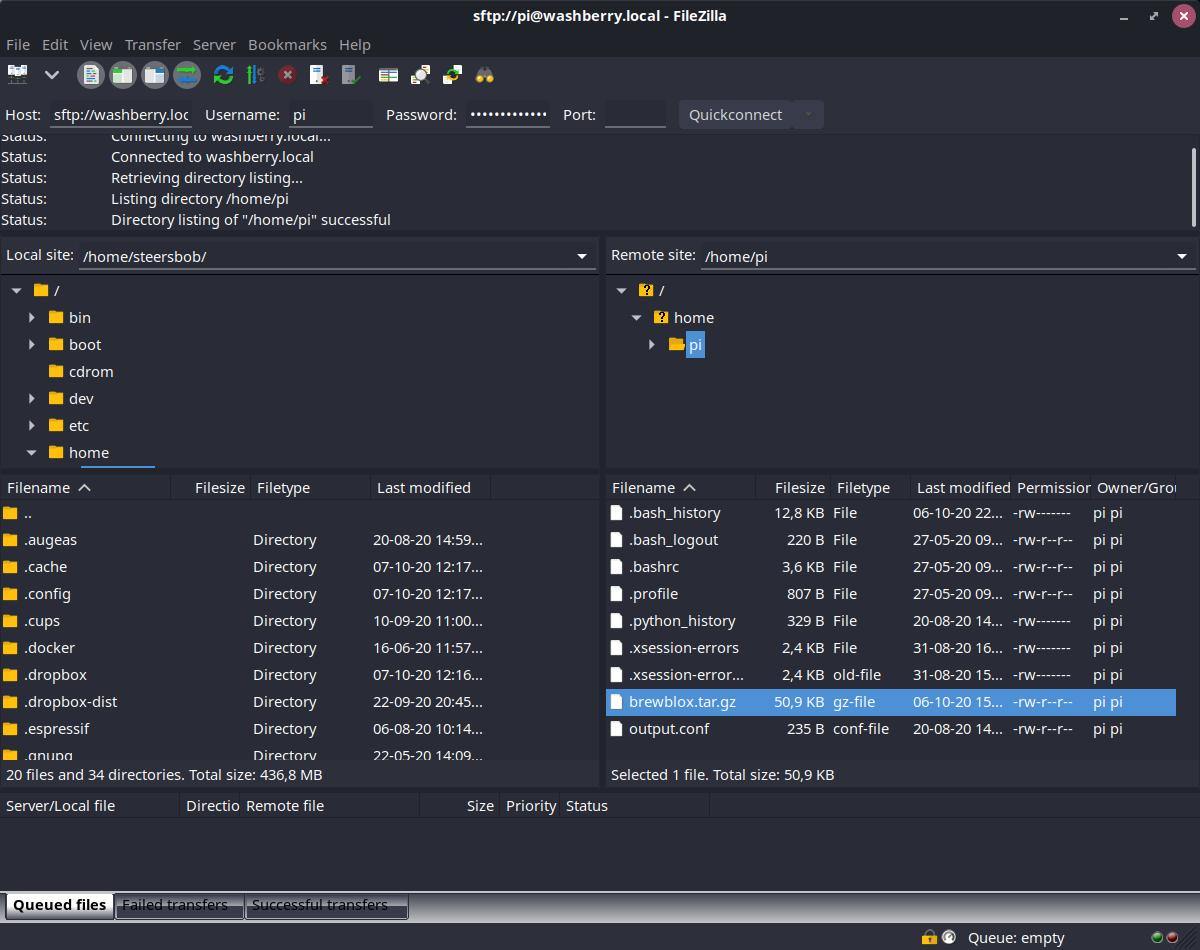 sftp://pi@washberry.local - FileZilla
File Edit View Transfer Server Bookmarks Help
Host: sftp://washberry.loc Username: pi Password: ••••••••••••• Port: Quickconnect
Status: Connecting to washberry.local...
Status: Connected to washberry.local
Status: Retrieving directory listing...
Status: Listing directory /home/pi
Status: Directory listing of "/home/pi" successful
Local site: /home/steersbob/
/
bin
boot
cdrom
dev
etc
home
Remote site: /home/pi
/
home
pi
Filename Filesize Filetype Last modified
..
.augeas Directory 20-08-20 14:59...
.cache Directory 07-10-20 12:17...
.config Directory 07-10-20 12:17...
.cups Directory 10-09-20 11:00...
.docker Directory 16-06-20 11:57...
.dropbox Directory 07-10-20 12:16...
.dropbox-dist Directory 22-09-20 20:45...
.espressif Directory 06-08-20 10:14...
.gnupg Directory 22-05-20 14:09...
20 files and 34 directories. Total size: 436,8 MB
Filename Filesize Filetype Last modified Permission Owner/Grou
.bash_history 12,8 KB File 06-10-20 22... -rw------- pi pi
.bash_logout 220 B File 27-05-20 09... -rw-r--r-- pi pi
.bashrc 3,6 KB File 27-05-20 09... -rw-r--r-- pi pi
.profile 807 B File 27-05-20 09... -rw-r--r-- pi pi
.python_history 329 B File 20-08-20 14... -rw------- pi pi
.xsession-errors 2,4 KB File 31-08-20 16... -rw------- pi pi
.xsession-error... 2,4 KB old-file 31-08-20 15... -rw------- pi pi
brewblox.tar.gz 50,9 KB gz-file 06-10-20 15... -rw-r--r-- pi pi
output.conf 235 B conf-file 20-08-20 14... -rw-r--r-- pi pi
Selected 1 file. Total size: 50,9 KB
Server/Local file Directio Remote file Size Priority Status
Queued files Failed transfers Successful transfers
Queue: empty